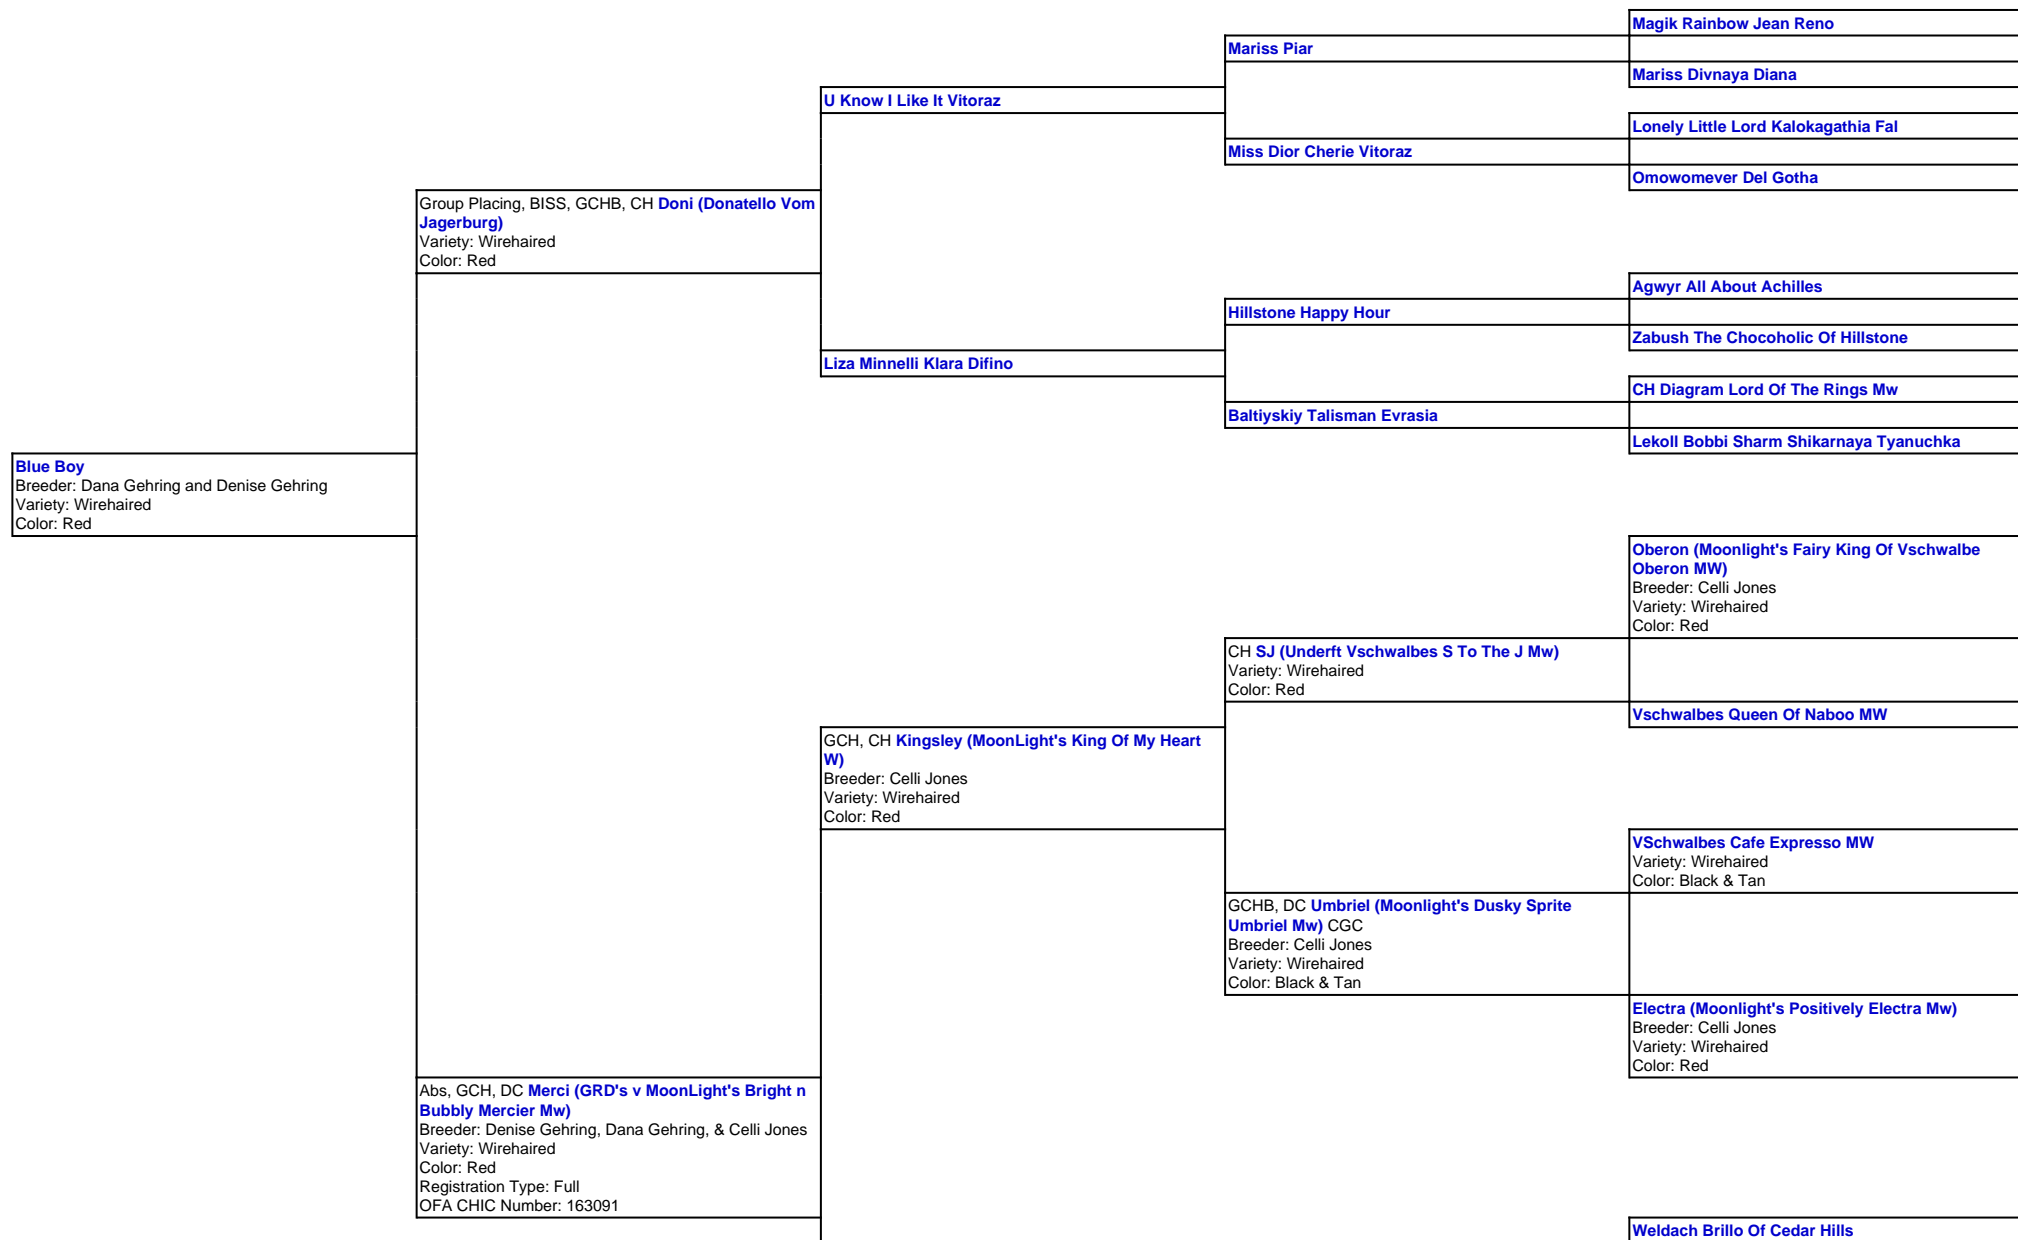 Magik Rainbow Jean Reno
Mariss Piar
Mariss Divnaya Diana
U Know I Like It Vitoraz
Lonely Little Lord Kalokagathia Fal
Miss Dior Cherie Vitoraz
Omowomever Del Gotha
Group Placing, BISS, GCHB, CH Doni (Donatello Vom
Jagerburg)
Variety: Wirehaired
Color: Red
Agwyr All About Achilles
Hillstone Happy Hour
Zabush The Chocoholic Of Hillstone
Liza Minnelli Klara Difino
CH Diagram Lord Of The Rings Mw
Baltiyskiy Talisman Evrasia
Lekoll Bobbi Sharm Shikarnaya Tyanuchka
Blue Boy
Breeder: Dana Gehring and Denise Gehring
Variety: Wirehaired
Color: Red
Oberon (Moonlight's Fairy King Of Vschwalbe
Oberon MW)
Breeder: Celli Jones
Variety: Wirehaired
Color: Red
CH SJ (Underft Vschwalbes S To The J Mw)
Variety: Wirehaired
Color: Red
Vschwalbes Queen Of Naboo MW
GCH, CH Kingsley (MoonLight's King Of My Heart
W)
Breeder: Celli Jones
Variety: Wirehaired
Color: Red
VSchwalbes Cafe Expresso MW
Variety: Wirehaired
Color: Black & Tan
GCHB, DC Umbriel (Moonlight's Dusky Sprite
Umbriel Mw) CGC
Breeder: Celli Jones
Variety: Wirehaired
Color: Black & Tan
Electra (Moonlight's Positively Electra Mw)
Breeder: Celli Jones
Variety: Wirehaired
Color: Red
Abs, GCH, DC Merci (GRD's v MoonLight's Bright n
Bubbly Mercier Mw)
Breeder: Denise Gehring, Dana Gehring, & Celli Jones
Variety: Wirehaired
Color: Red
Registration Type: Full
OFA CHIC Number: 163091
Weldach Brillo Of Cedar Hills